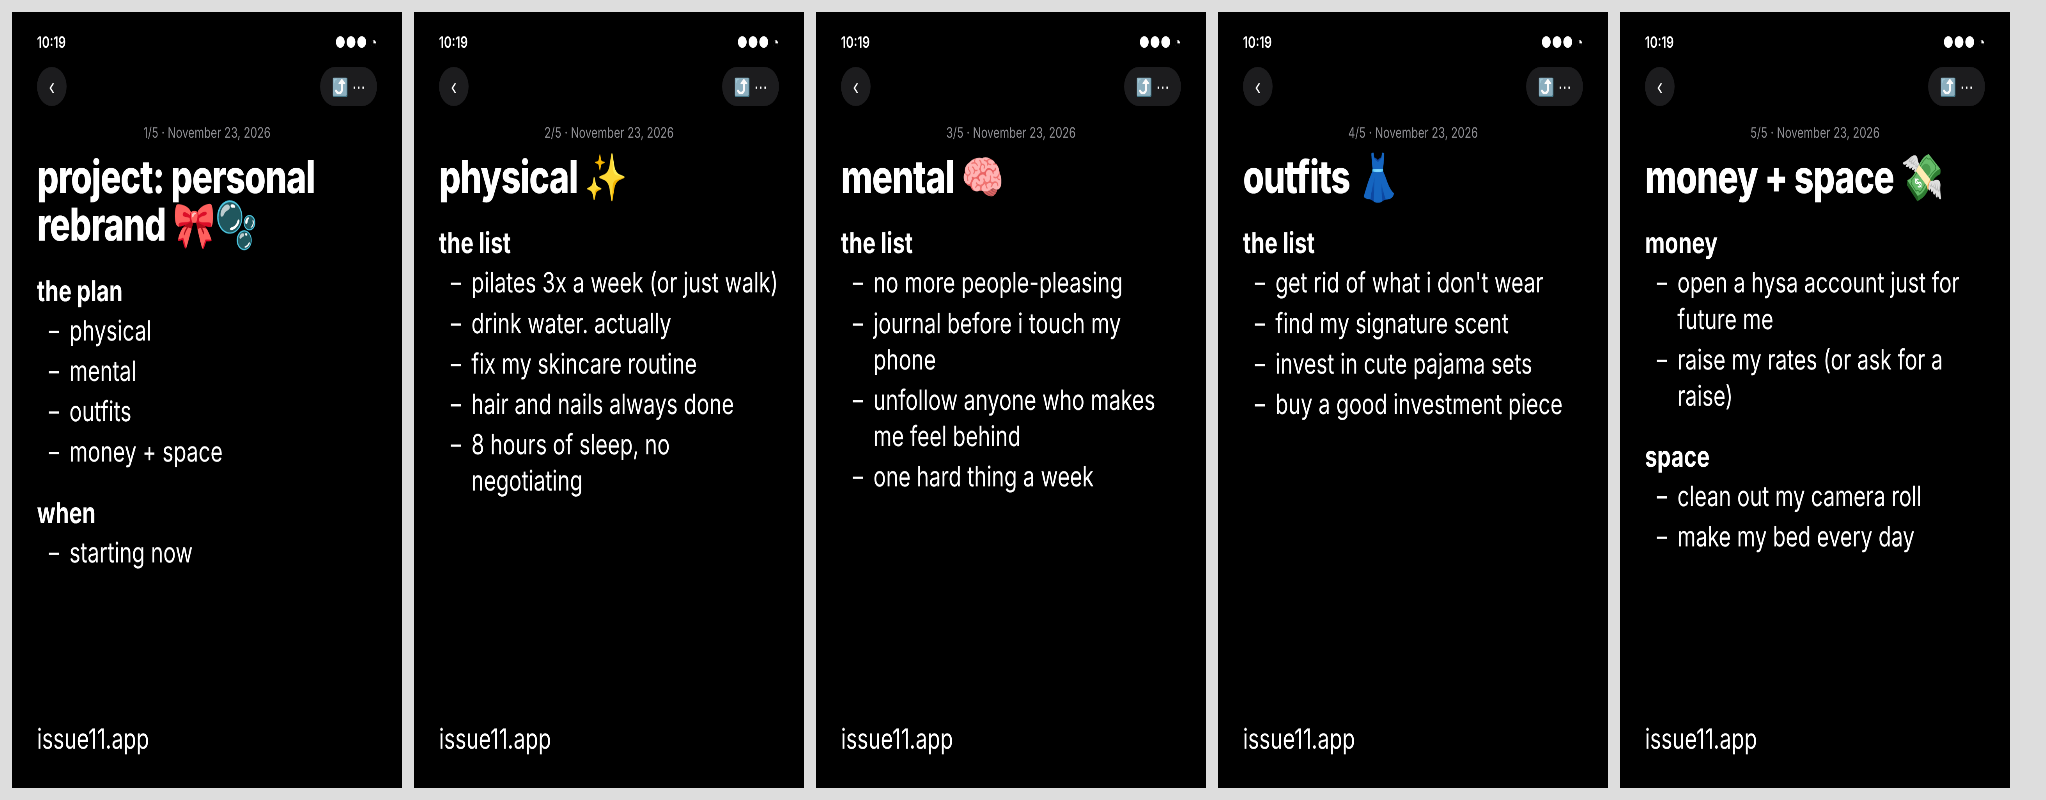 10:19
‹
⤴️ ···
1/5 · November 23, 2026
project: personal
rebrand 🎀🫧
the plan
– physical
– mental
– outfits
– money + space
when
– starting now
issue11.app
10:19
‹
⤴️ ···
2/5 · November 23, 2026
physical ✨
the list
– pilates 3x a week (or just walk)
– drink water. actually
– fix my skincare routine
– hair and nails always done
– 8 hours of sleep, no
negotiating
issue11.app
10:19
‹
⤴️ ···
3/5 · November 23, 2026
mental 🧠
the list
– no more people-pleasing
– journal before i touch my
phone
– unfollow anyone who makes
me feel behind
– one hard thing a week
issue11.app
10:19
‹
⤴️ ···
4/5 · November 23, 2026
outfits 👗
the list
– get rid of what i don't wear
– find my signature scent
– invest in cute pajama sets
– buy a good investment piece
issue11.app
10:19
‹
⤴️ ···
5/5 · November 23, 2026
money + space 💸
money
– open a hysa account just for
future me
– raise my rates (or ask for a
raise)
space
– clean out my camera roll
– make my bed every day
issue11.app